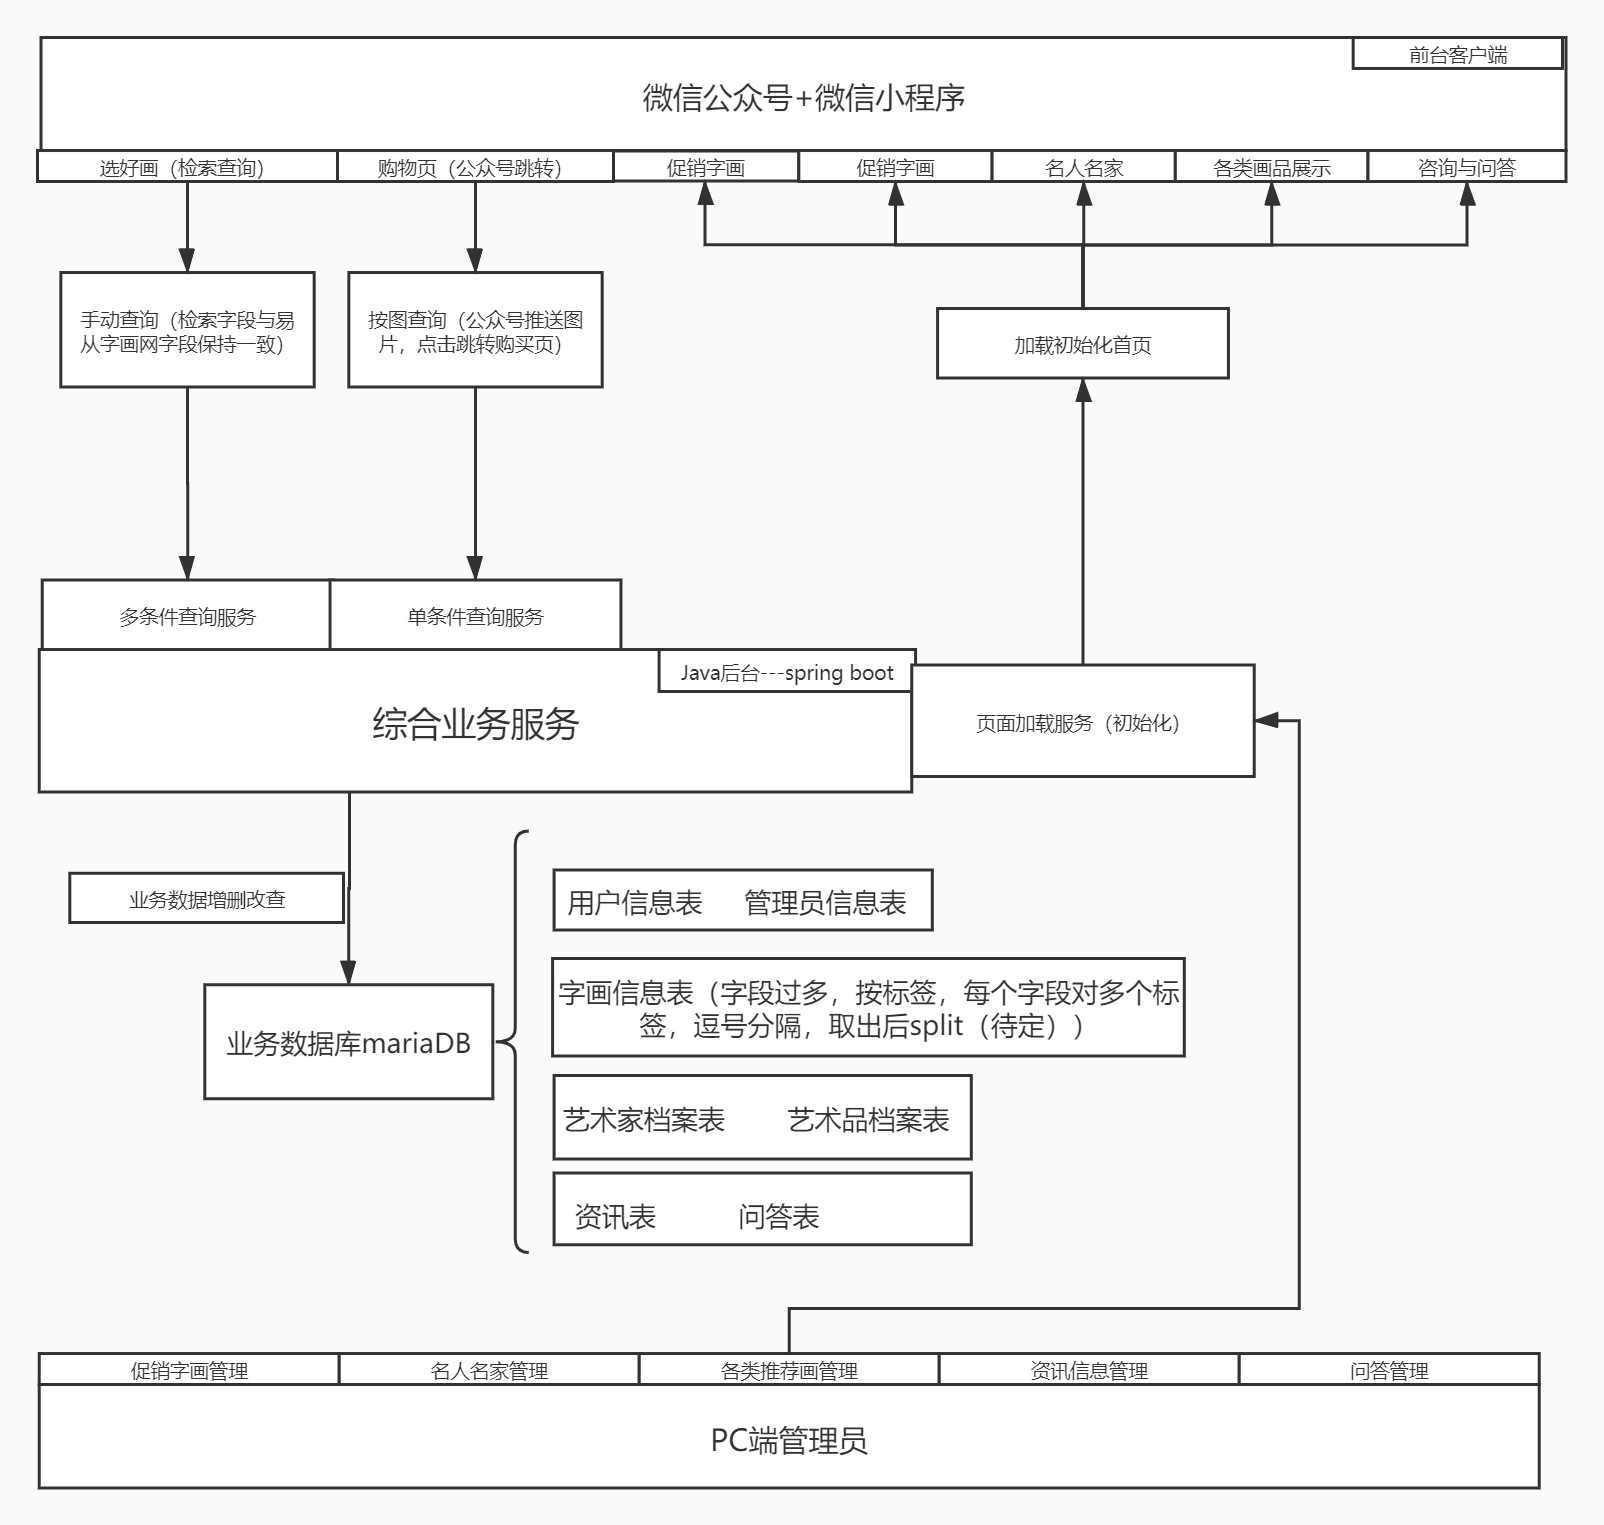 前台客户端
微信公众号+微信小程序
选好画（检索查询）
购物页（公众号跳转）
促销字画
促销字画
名人名家
各类画品展示
咨询与问答
手动查询（检索字段与易
从字画网字段保持一致）
按图查询（公众号推送图
片，点击跳转购买页）
加载初始化首页
多条件查询服务
单条件查询服务
Java后台---spring boot
综合业务服务
页面加载服务（初始化）
业务数据增删改查
用户信息表 管理员信息表
字画信息表（字段过多，按标签，每个字段对多个标
签，逗号分隔，取出后split（待定））
业务数据库mariaDB
艺术家档案表 艺术品档案表
资讯表 问答表
促销字画管理
名人名家管理
各类推荐画管理
资讯信息管理
问答管理
PC端管理员